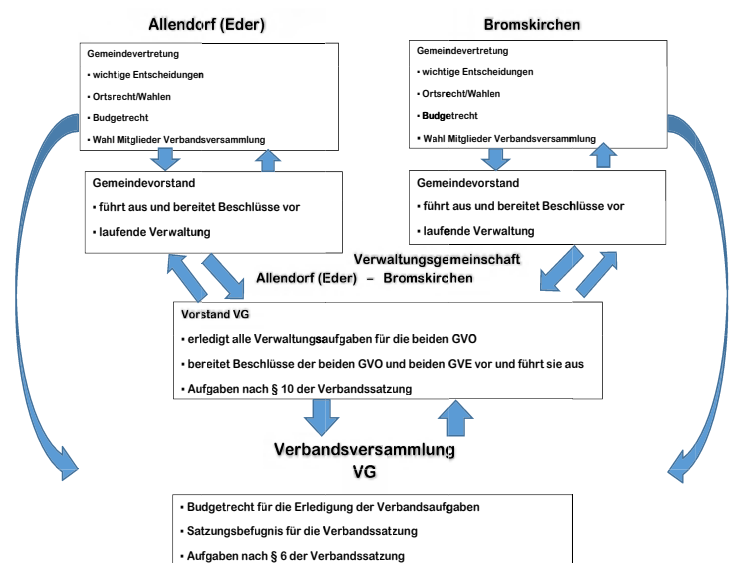 Allendorf (Eder)
Gemeindevertretung
▪ wichtige Entscheidungen
▪ Ortsrecht/Wahlen
▪ Budgetrecht
▪ Wahl Mitglieder Verbandsversammlung
Bromskirchen
Gemeindevertretung
▪ wichtige Entscheidungen
▪ Ortsrecht/Wahlen
▪ Budgetrecht
▪ Wahl Mitglieder Verbandsversammlung
Gemeindevorstand
▪ führt aus und bereitet Beschlüsse vor
▪ laufende Verwaltung
Gemeindevorstand
▪ führt aus und bereitet Beschlüsse vor
▪ laufende Verwaltung
Verwaltungsgemeinschaft
Allendorf (Eder) – Bromskirchen
Vorstand VG
▪ erledigt alle Verwaltungsaufgaben für die beiden GVO
▪ bereitet Beschlüsse der beiden GVO und beiden GVE vor und führt sie aus
▪ Aufgaben nach § 10 der Verbandssatzung
Verbandsversammlung
VG
▪ Budgetrecht für die Erledigung der Verbandsaufgaben
▪ Satzungsbefugnis für die Verbandssatzung
▪ Aufgaben nach § 6 der Verbandssatzung